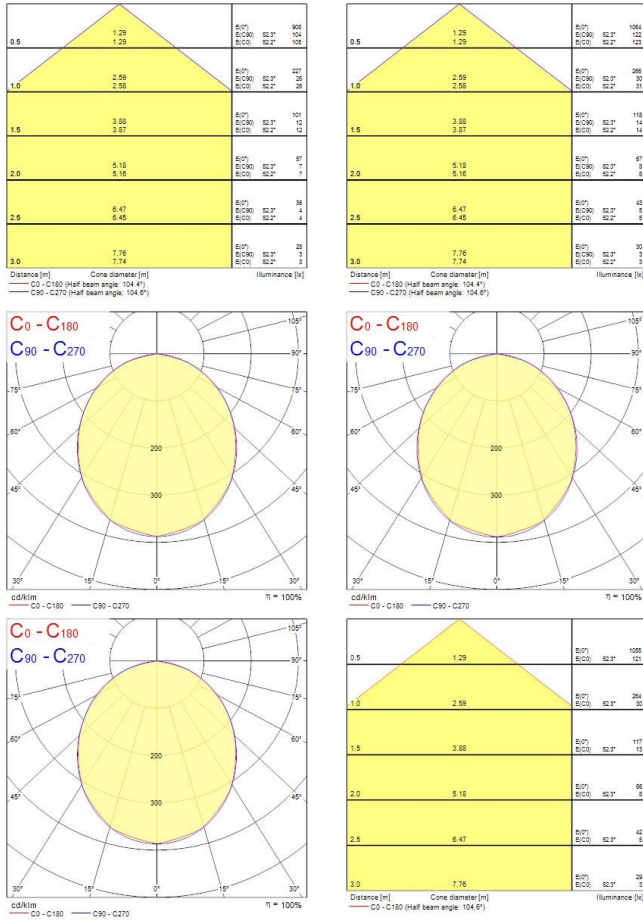 0.5
1.29
1.29
E(0°) 908
E(C90) 52.3° 104
E(C0) 52.2° 105
1.0
2.59
2.58
E(0°) 227
E(C90) 52.3° 26
E(C0) 52.2° 26
1.5
3.88
3.87
E(0°) 101
E(C90) 52.3° 12
E(C0) 52.2° 12
2.0
5.18
5.16
E(0°) 57
E(C90) 52.3° 7
E(C0) 52.2° 7
2.5
6.47
6.45
E(0°) 36
E(C90) 52.3° 4
E(C0) 52.2° 4
3.0
7.76
7.74
E(0°) 25
E(C90) 52.3° 3
E(C0) 52.2° 3
Distance [m] Cone diameter [m] Illuminance [lx]
C0 - C180 (Half beam angle: 104.4°)
C90 - C270 (Half beam angle: 104.6°)
0.5
1.29
1.29
E(0°) 1064
E(C90) 52.3° 122
E(C0) 52.2° 123
1.0
2.59
2.58
E(0°) 266
E(C90) 52.3° 30
E(C0) 52.2° 31
1.5
3.88
3.87
E(0°) 118
E(C90) 52.3° 14
E(C0) 52.2° 14
2.0
5.18
5.16
E(0°) 67
E(C90) 52.3° 8
E(C0) 52.2° 8
2.5
6.47
6.45
E(0°) 43
E(C90) 52.3° 5
E(C0) 52.2° 5
3.0
7.76
7.74
E(0°) 30
E(C90) 52.3° 3
E(C0) 52.2° 3
Distance [m] Cone diameter [m] Illuminance [lx]
C0 - C180 (Half beam angle: 104.4°)
C90 - C270 (Half beam angle: 104.6°)
C0 - C180
C90 - C270
105°
90°
75° 75°
60° 60°
200
45° 45°
300
30° 15° 0° 15° 30°
cd/klm η = 100%
C0 - C180 C90 - C270
C0 - C180
C90 - C270
105°
90°
75° 75°
60° 60°
200
45° 45°
300
30° 15° 0° 15° 30°
cd/klm η = 100%
C0 - C180 C90 - C270
C0 - C180
C90 - C270
105°
90°
75° 75°
60° 60°
200
45° 45°
300
30° 15° 0° 15° 30°
cd/klm η = 100%
C0 - C180 C90 - C270
0.5
1.29
E(0°) 1055
E(C0) 52.3° 121
1.0
2.59
E(0°) 264
E(C0) 52.3° 30
1.5
3.88
E(0°) 117
E(C0) 52.3° 13
2.0
5.18
E(0°) 66
E(C0) 52.3° 8
2.5
6.47
E(0°) 42
E(C0) 52.3° 5
3.0
7.76
E(0°) 29
E(C0) 52.3° 3
Distance [m] Cone diameter [m] Illuminance [lx]
C0 - C180 (Half beam angle: 104.6°)